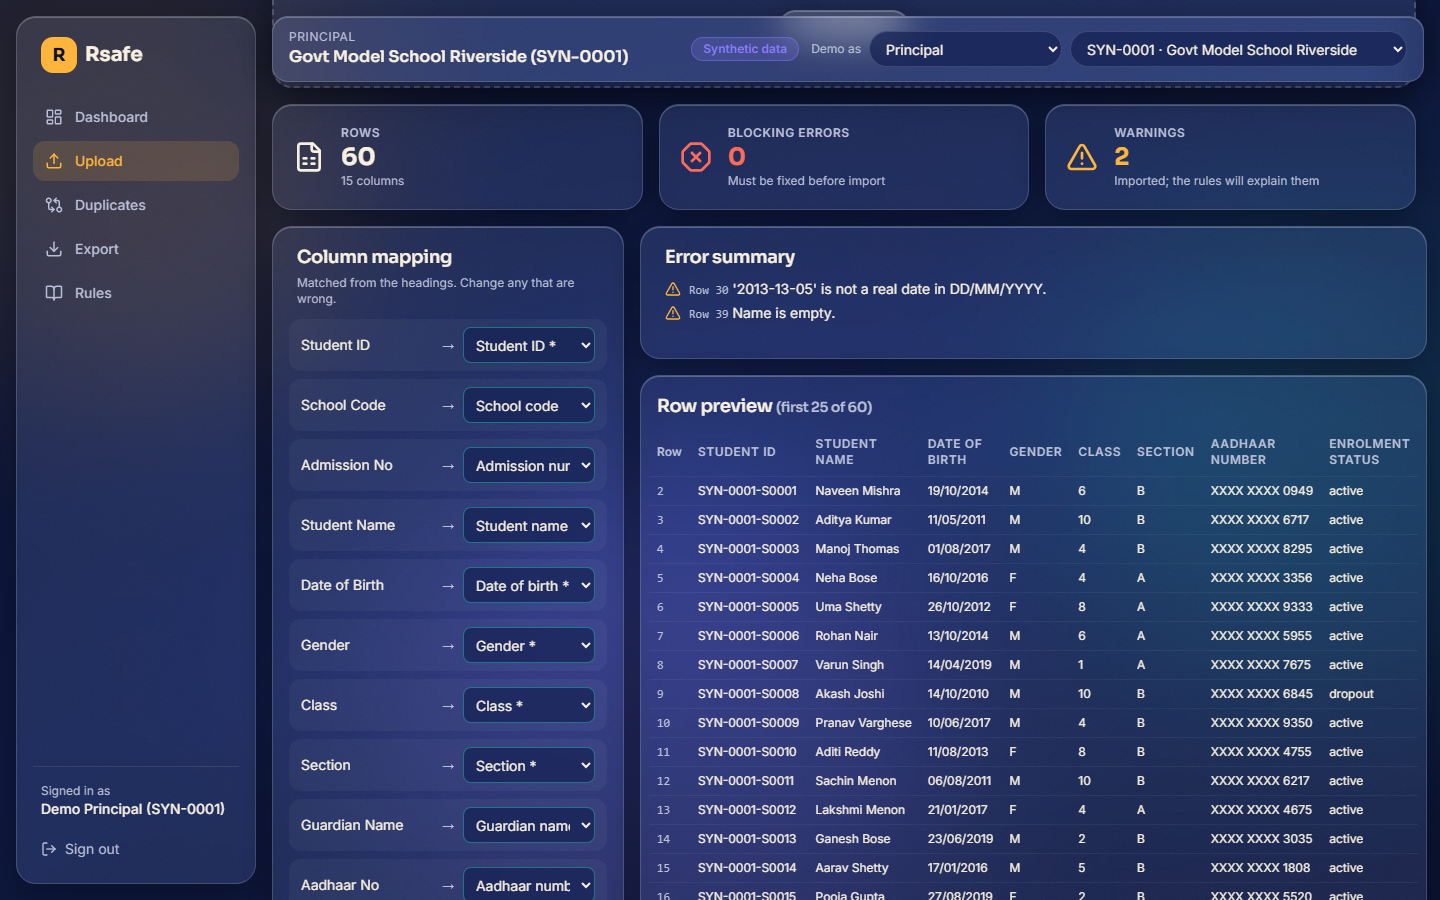 R Rsafe
Dashboard
Upload
Duplicates
Export
Rules
Signed in as
Demo Principal (SYN-0001)
Sign out
PRINCIPAL
Govt Model School Riverside (SYN-0001)
Synthetic data
Demo as
Principal
SYN-0001 · Govt Model School Riverside
ROWS
60
15 columns
BLOCKING ERRORS
0
Must be fixed before import
WARNINGS
2
Imported; the rules will explain them
Column mapping
Matched from the headings. Change any that are
wrong.
Student ID → Student ID *
School Code → School code
Admission No → Admission nur
Student Name → Student name
Date of Birth → Date of birth *
Gender → Gender *
Class → Class *
Section → Section *
Guardian Name → Guardian name
Aadhaar No → Aadhaar numb
Error summary
Row 30 '2013-13-05' is not a real date in DD/MM/YYYY.
Row 39 Name is empty.
Row preview (first 25 of 60)
Row STUDENT ID STUDENT NAME DATE OF BIRTH GENDER CLASS SECTION AADHAAR NUMBER ENROLMENT STATUS
2 SYN-0001-S0001 Naveen Mishra 19/10/2014 M 6 B XXXX XXXX 0949 active
3 SYN-0001-S0002 Aditya Kumar 11/05/2011 M 10 B XXXX XXXX 6717 active
4 SYN-0001-S0003 Manoj Thomas 01/08/2017 M 4 B XXXX XXXX 8295 active
5 SYN-0001-S0004 Neha Bose 16/10/2016 F 4 A XXXX XXXX 3356 active
6 SYN-0001-S0005 Uma Shetty 26/10/2012 F 8 A XXXX XXXX 9333 active
7 SYN-0001-S0006 Rohan Nair 13/10/2014 M 6 A XXXX XXXX 5955 active
8 SYN-0001-S0007 Varun Singh 14/04/2019 M 1 A XXXX XXXX 7675 active
9 SYN-0001-S0008 Akash Joshi 14/10/2010 M 10 B XXXX XXXX 6845 dropout
10 SYN-0001-S0009 Pranav Varghese 10/06/2017 M 4 B XXXX XXXX 9350 active
11 SYN-0001-S0010 Aditi Reddy 11/08/2013 F 8 B XXXX XXXX 4755 active
12 SYN-0001-S0011 Sachin Menon 06/08/2011 M 10 B XXXX XXXX 6217 active
13 SYN-0001-S0012 Lakshmi Menon 21/01/2017 F 4 A XXXX XXXX 4675 active
14 SYN-0001-S0013 Ganesh Bose 23/06/2019 M 2 B XXXX XXXX 3035 active
15 SYN-0001-S0014 Aarav Shetty 17/01/2016 M 5 B XXXX XXXX 1808 active
16 SYN-0001-S0015 Pooja Gupta 27/08/2019 F 2 B XXXX XXXX 5520 active